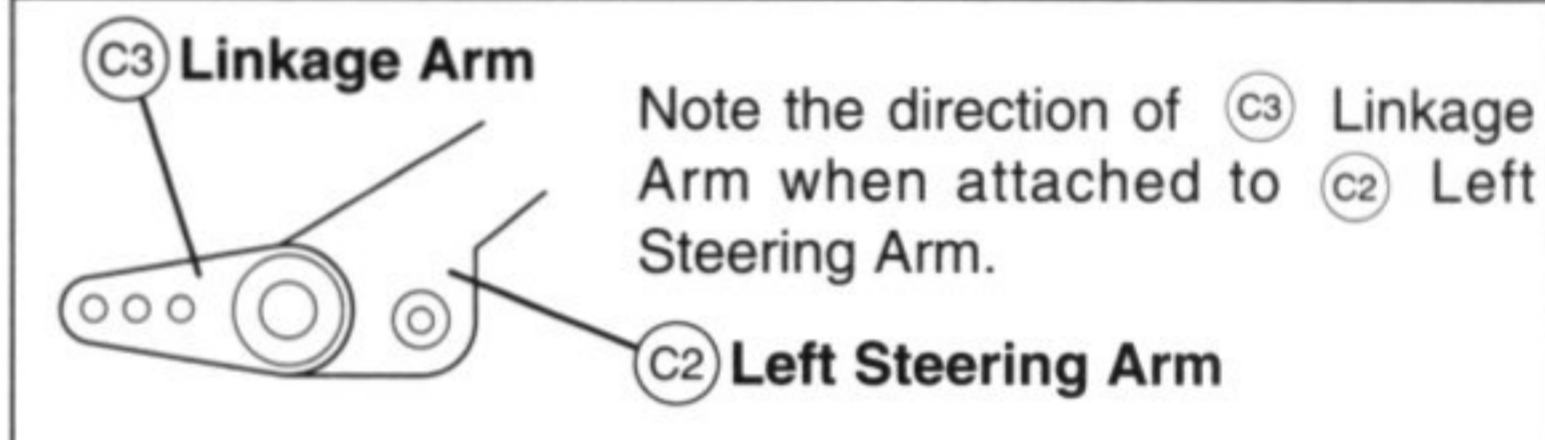 C3 Linkage Arm
Note the direction of C3 Linkage
Arm when attached to C2 Left
Steering Arm.
C2 Left Steering Arm